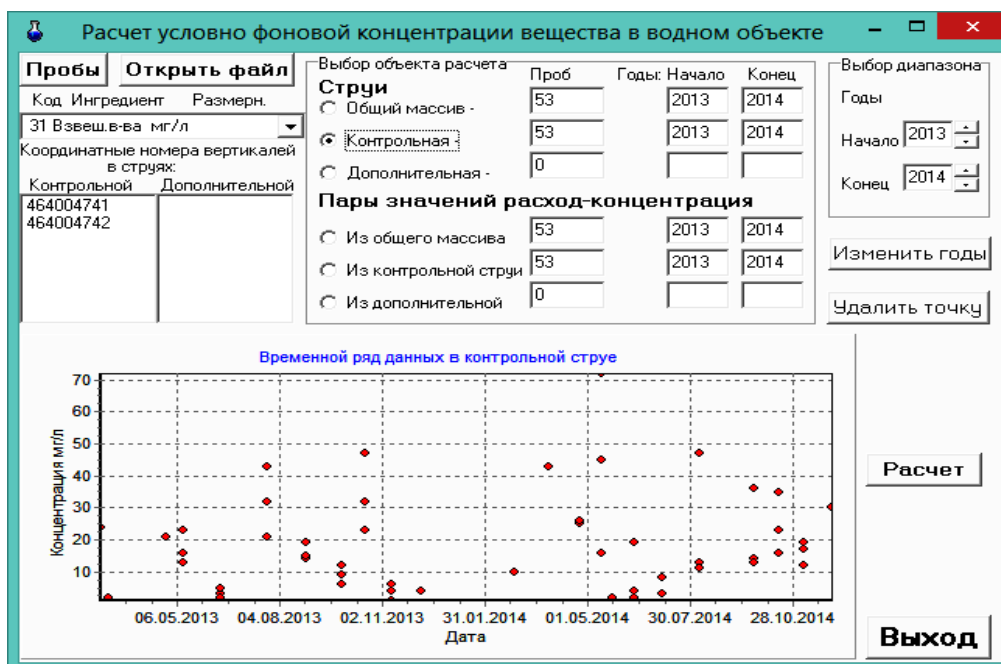 Расчет условно фоновой концентрации вещества в водном объекте
Пробы Открыть файл
Код Ингредиент Размерн.
31 Взвеш.в-ва мг/л
Координатные номера вертикалей
в струях:
Контрольной Дополнительной
464004741
464004742
Выбор объекта расчета
Струи
Проб Годы: Начало Конец
Общий массив - 53 2013 2014
Контрольная - 53 2013 2014
Дополнительная - 0
Пары значений расход-концентрация
Из общего массива 53 2013 2014
Из контрольной струи 53 2013 2014
Из дополнительной 0
Выбор диапазона
Годы
Начало 2013
Конец 2014
Изменить годы
Удалить точку
Временной ряд данных в контрольной струе
Концентрация мг/л
70
60
50
40
30
20
10
06.05.2013 04.08.2013 02.11.2013 31.01.2014 01.05.2014 30.07.2014 28.10.2014
Дата
Расчет
Выход